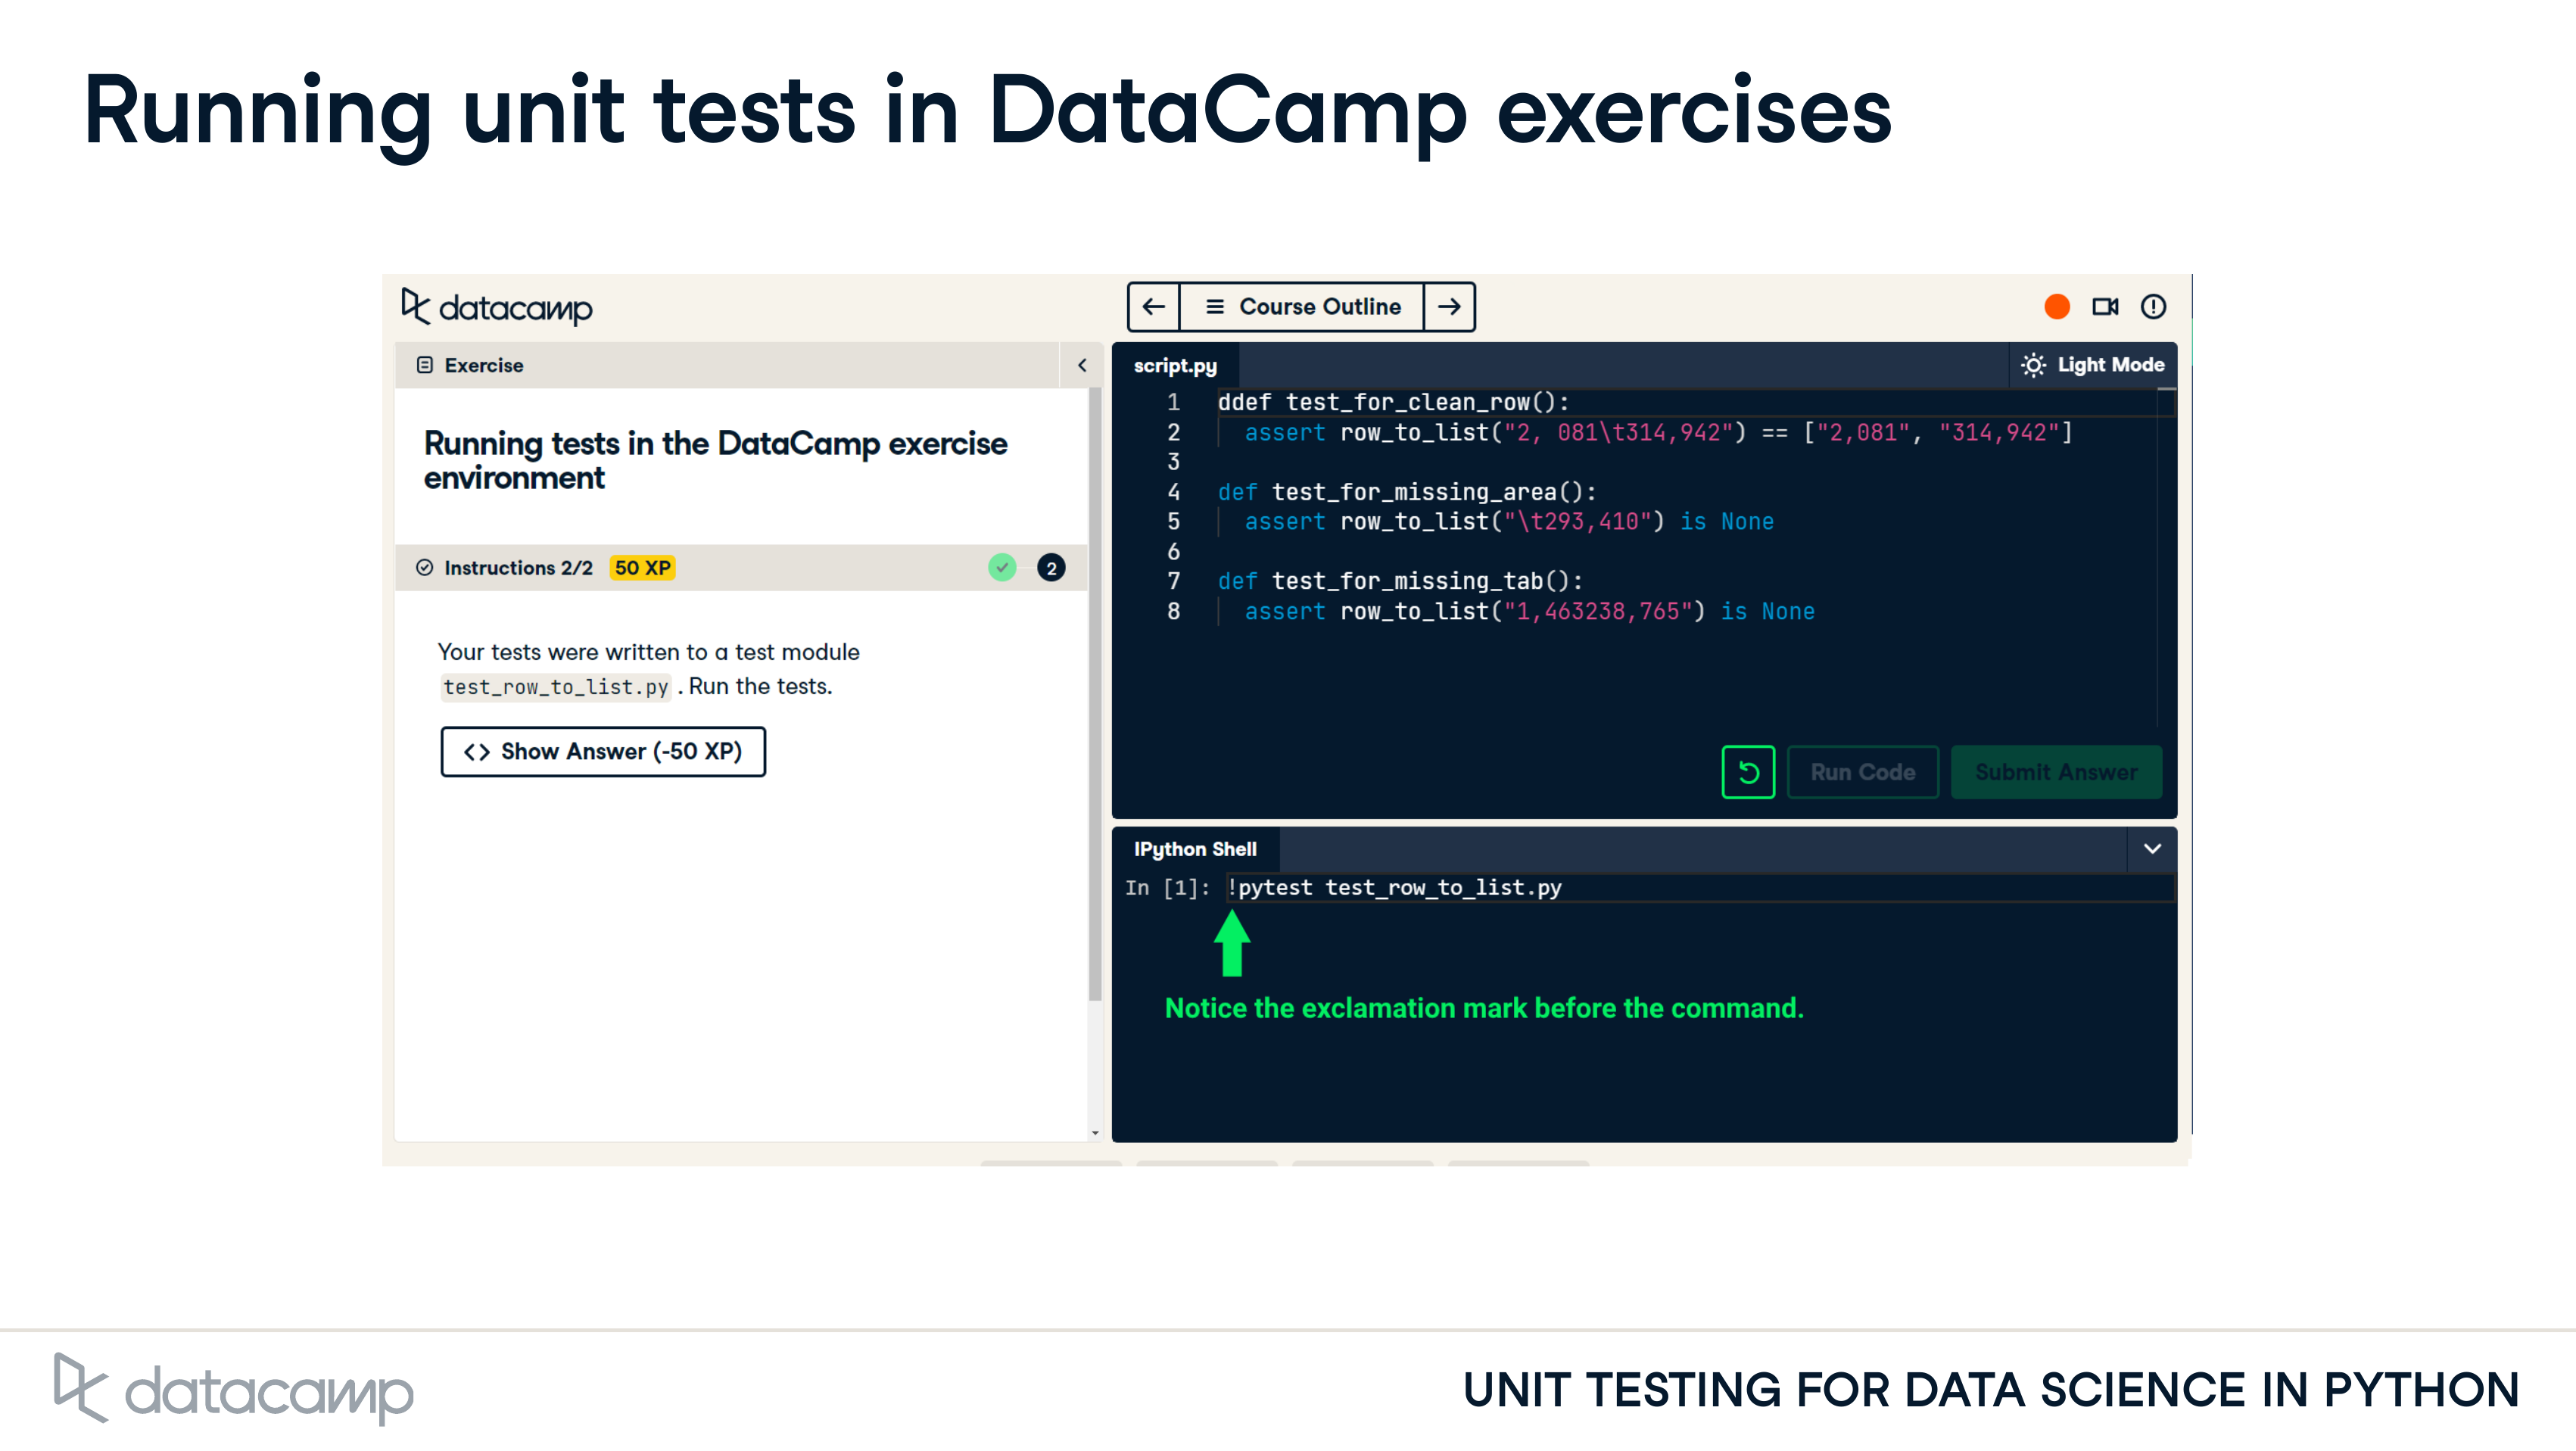 Running unit tests in DataCamp exercises
datacamp
Course Outline
Exercise
Running tests in the DataCamp exercise
environment
Instructions 2/2 50 XP 2
Your tests were written to a test module
test_row_to_list.py . Run the tests.
<> Show Answer (-50 XP)
script.py
Light Mode
1 ddef test_for_clean_row():
2 assert row_to_list("2, 081\t314,942") == ["2,081", "314,942"]
3
4 def test_for_missing_area():
5 assert row_to_list("\t293,410") is None
6
7 def test_for_missing_tab():
8 assert row_to_list("1,463238,765") is None
Run Code
Submit Answer
IPython Shell
In [1]: !pytest test_row_to_list.py
Notice the exclamation mark before the command.
datacamp
UNIT TESTING FOR DATA SCIENCE IN PYTHON